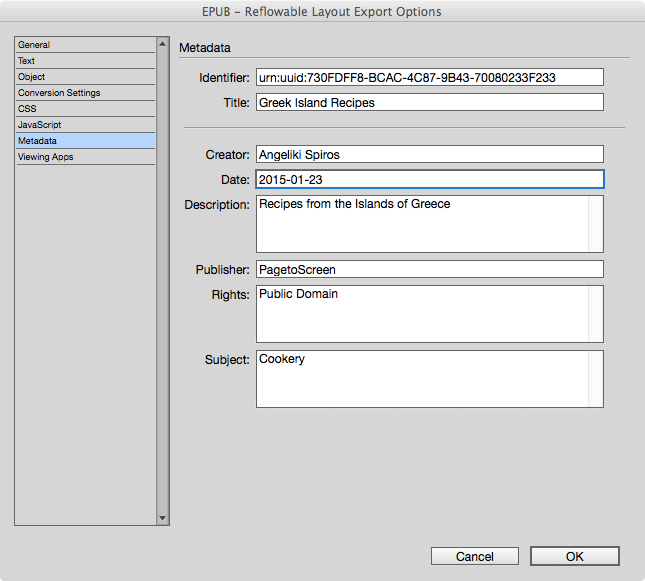 EPUB – Reflowable Layout Export Options
General
Text
Object
Conversion Settings
CSS
JavaScript
Metadata
Viewing Apps
Metadata
Identifier: urn:uuid:730FDFF8-BCAC-4C87-9B43-70080233F233
Title: Greek Island Recipes
Creator: Angeliki Spiros
Date: 2015-01-23
Description: Recipes from the Islands of Greece
Publisher: PagetoScreen
Rights: Public Domain
Subject: Cookery
Cancel OK